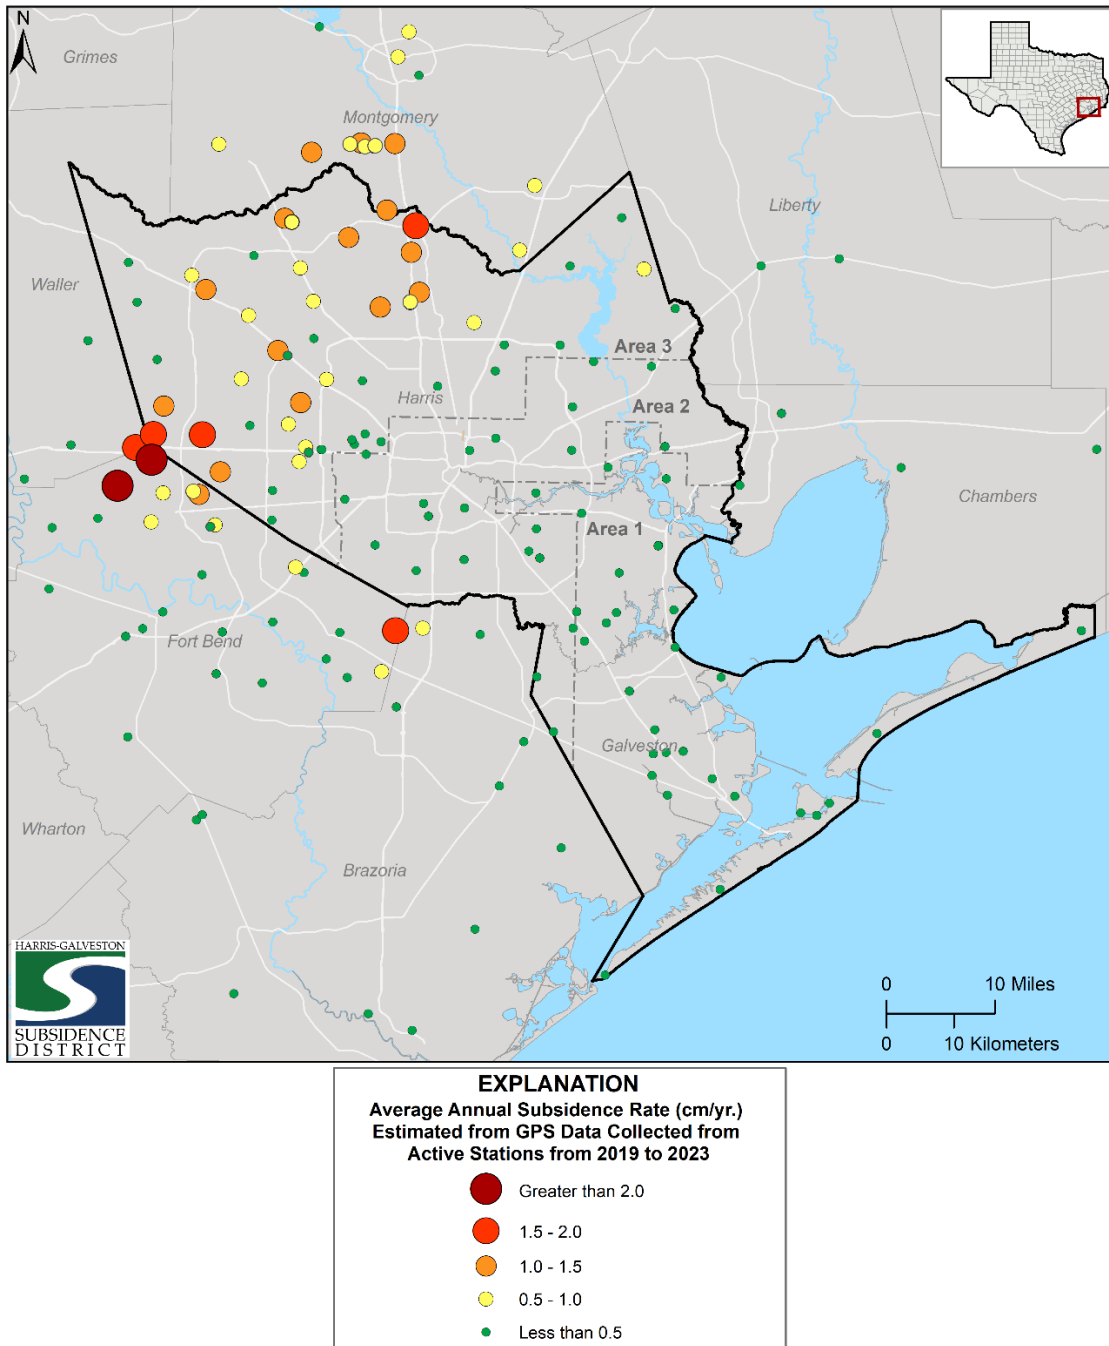 N
Grimes
Montgomery
Liberty
Waller
Area 3
Harris
Area 2
Chambers
Area 1
Fort Bend
Galveston
Wharton
Brazoria
HARRIS-GALVESTON
SUBSIDENCE
DISTRICT
0 10 Miles
0 10 Kilometers
EXPLANATION
Average Annual Subsidence Rate (cm/yr.)
Estimated from GPS Data Collected from
Active Stations from 2019 to 2023
Greater than 2.0
1.5 - 2.0
1.0 - 1.5
0.5 - 1.0
Less than 0.5